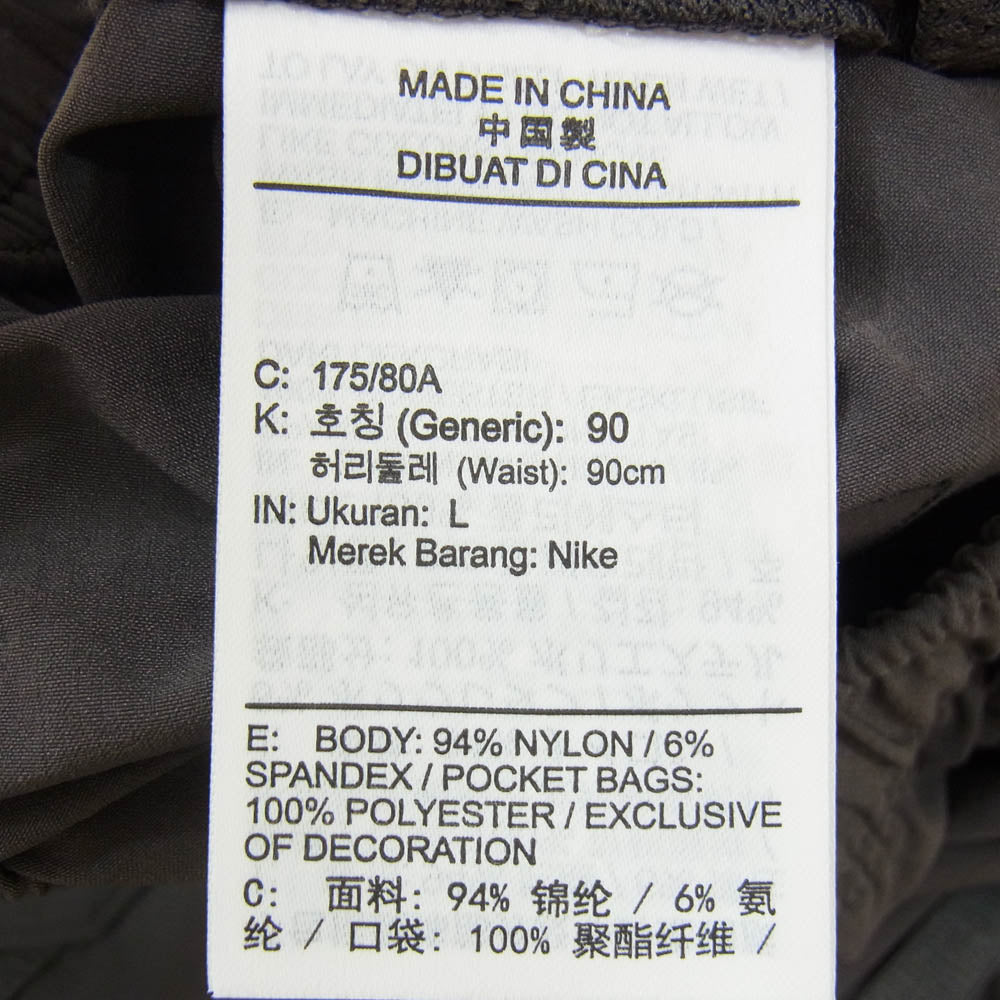 MADE IN CHINA
中国製
DIBUAT DI CINA
C: 175/80A
K: 호칭 (Generic): 90
허리둘레 (Waist): 90cm
IN: Ukuran: L
Merek Barang: Nike
E: BODY: 94% NYLON / 6%
SPANDEX / POCKET BAGS:
100% POLYESTER / EXCLUSIVE
OF DECORATION
C: 面料: 94% 锦纶 / 6% 氨
纶 / 口袋: 100% 聚酯纤维 /